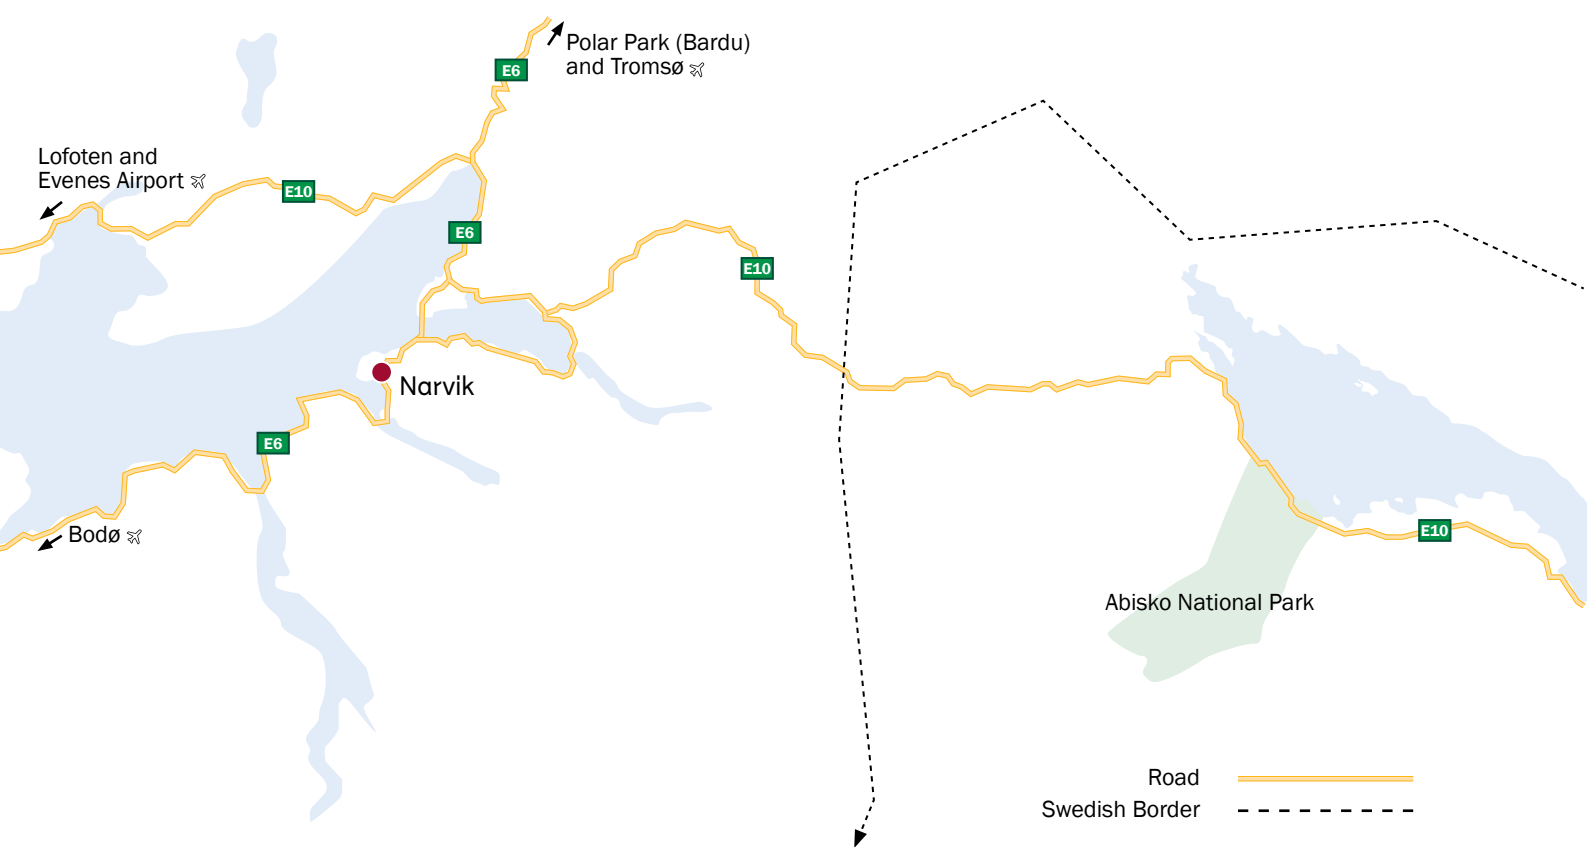 Polar Park (Bardu)
and Tromsø
E6
Lofoten and
Evenes Airport
E10
E6
E10
Narvik
E6
Bodø
E10
Abisko National Park
Road
Swedish Border